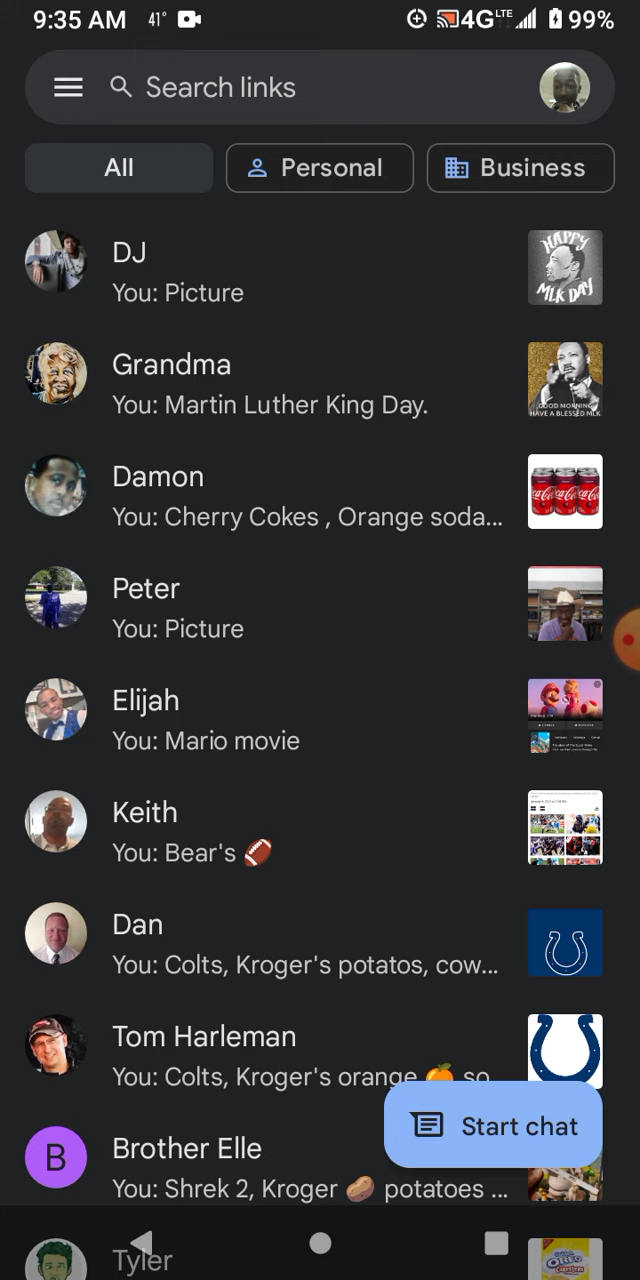 9:35 AM 41° 4G LTE 99%
Search links
All Personal Business
DJ
You: Picture
HAPPY
MLK DAY
Grandma
You: Martin Luther King Day.
GOOD MORNING
HAVE A BLESSED MLK
Damon
You: Cherry Cokes , Orange soda...
Peter
You: Picture
Elijah
You: Mario movie
Keith
You: Bear's 🏈
Dan
You: Colts, Kroger's potatos, cow...
Tom Harleman
You: Colts, Kroger's orange 🍊 so
Start chat
B
Brother Elle
You: Shrek 2, Kroger 🥔 potatoes ...
Tyler
OREO